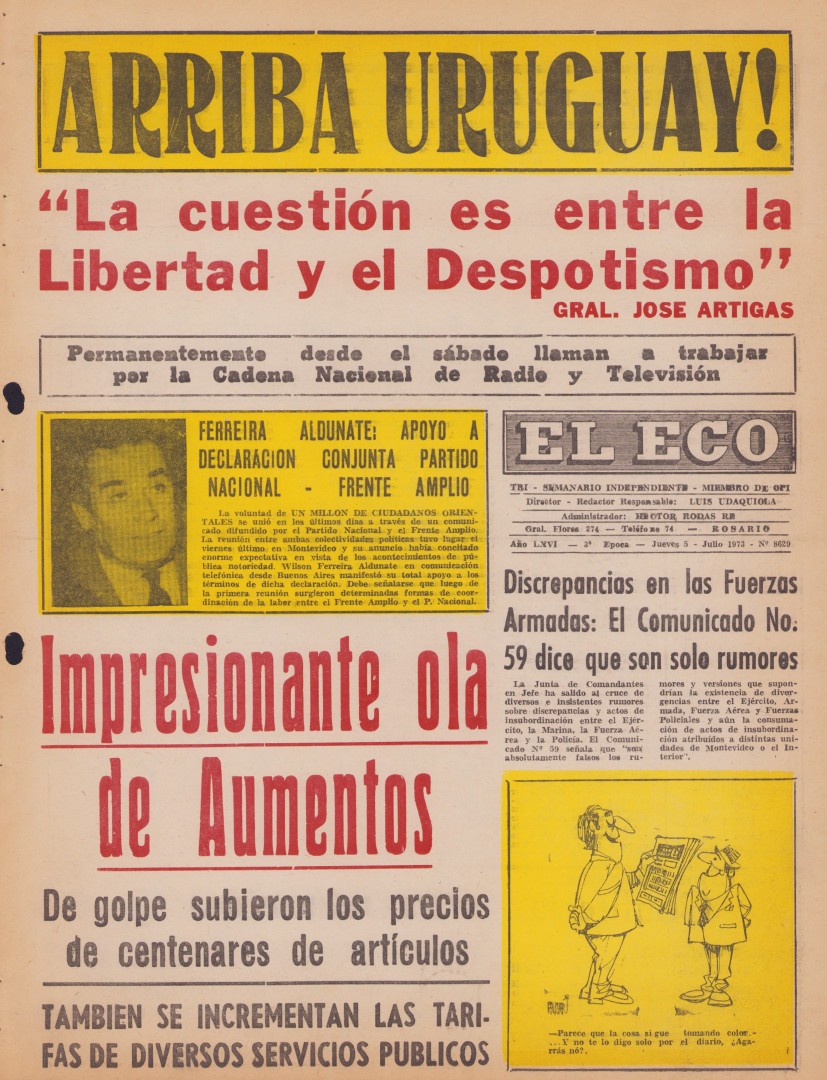 ARRIBA URUGUAY!
“La cuestión es entre la
Libertad y el Despotismo”
GRAL. JOSE ARTIGAS
Permanentemente desde el sábado llaman a trabajar
por la Cadena Nacional de Radio y Televisión
FERREIRA ALDUNATE: APOYO A
DECLARACION CONJUNTA PARTIDO
NACIONAL - FRENTE AMPLIO
La voluntad de UN MILLON DE CIUDADANOS ORIEN-
TALES se unió en los últimos días a través de un comuni-
cado difundido por el Partido Nacional y el Frente Amplio.
La reunión entre ambas colectividades políticas tuvo lugar el
viernes último en Montevideo y su anuncio había concitado
enorme expectativa en vista de los acontecimientos de pú-
blica notoriedad. Wilson Ferreira Aldunate en comunicación
telefónica desde Buenos Aires manifestó su total apoyo a los
términos de dicha declaración. Debe señalarse que luego de
la primera reunión surgieron determinadas formas de coor-
dinación de la labor entre el Frente Amplio y el P. Nacional.
EL ECO
TRI - SEMANARIO INDEPENDIENTE - MIEMBRO DE OPI
Director - Redactor Responsable: LUIS UDAQUIOLA
Administrador: HECTOR RODAS RE
Gral. Flores 274 — Teléfono 74 — ROSARIO
Año LXVI — 3ª Epoca — Jueves 5 - Julio 1973 — Nº 8629
Discrepancias en las Fuerzas
Armadas: El Comunicado No.
59 dice que son solo rumores
La Junta de Comandantes
en Jefe ha salido al cruce de
diversos e insistentes rumores
sobre discrepancias y actos de
insubordinación entre el Ejér-
cito, la Marina, la Fuerza Aé-
rea y la Policía. El Comuni-
cado Nº 59 señala que "son
absolutamente falsos los ru-
mores y versiones que supon-
drían la existencia de diver-
gencias entre el Ejército, Ar-
mada, Fuerza Aérea y Fuerzas
Policiales y aún la consuma-
ción de actos de insubordina-
ción atribuidos a distintas uni-
dades de Montevideo o el In-
terior".
Impresionante ola
de Aumentos
De golpe subieron los precios
de centenares de artículos
TAMBIEN SE INCREMENTAN LAS TARI-
FAS DE DIVERSOS SERVICIOS PUBLICOS
—Parece que la cosa sigue tomando color.-
...Y no te lo digo solo por el diario, ¿Aga-
rrás nó?.